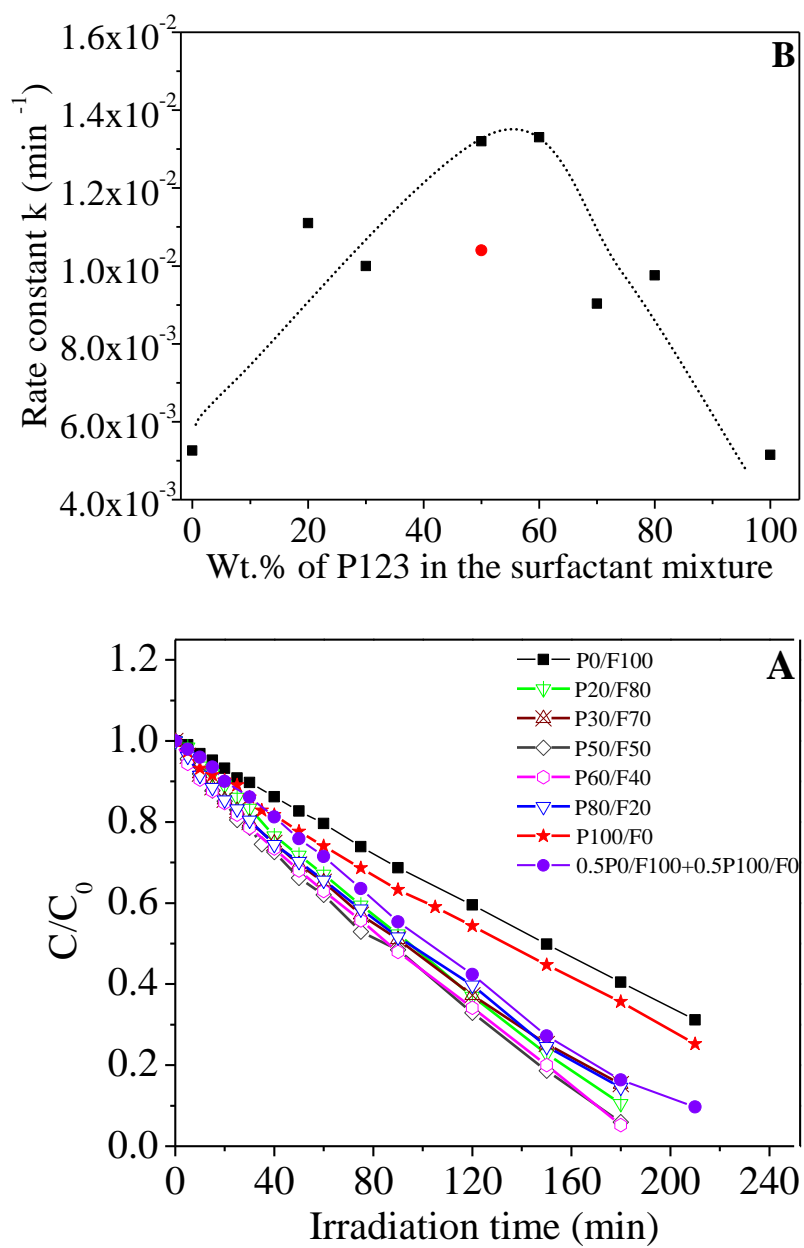 B
1.6x10⁻²
1.4x10⁻²
1.2x10⁻²
1.0x10⁻²
8.0x10⁻³
6.0x10⁻³
4.0x10⁻³
Rate constant k (min ⁻¹)
0 20 40 60 80 100
Wt.% of P123 in the surfactant mixture
A
1.2
1.0
0.8
0.6
0.4
0.2
0.0
C/C₀
P0/F100
P20/F80
P30/F70
P50/F50
P60/F40
P80/F20
P100/F0
0.5P0/F100+0.5P100/F0
0 40 80 120 160 200 240
Irradiation time (min)